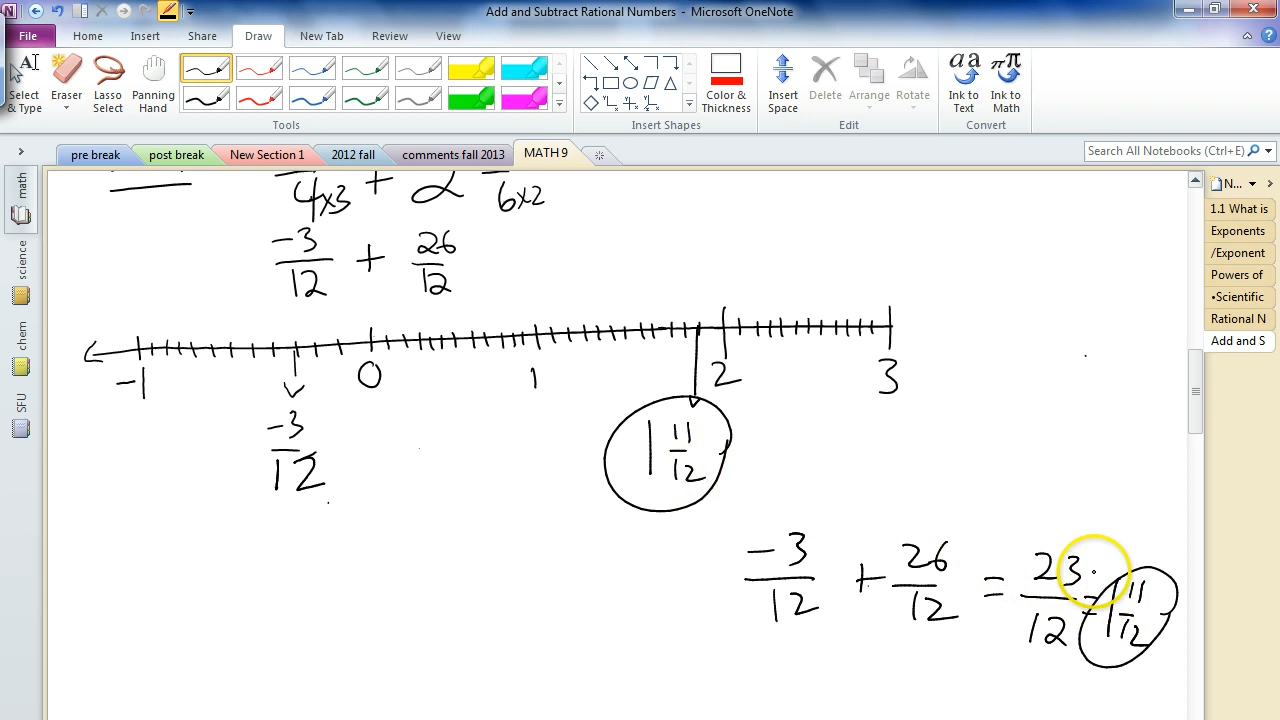 Add and Subtract Rational Numbers - Microsoft OneNote
File Home Insert Share Draw New Tab Review View
Select & Type
Eraser
Lasso Select
Panning Hand
Color & Thickness
Insert Space
Delete
Arrange
Rotate
Ink to Text
Ink to Math
Tools
Insert Shapes
Edit
Convert
pre break
post break
New Section 1
2012 fall
comments fall 2013
MATH 9
Search All Notebooks (Ctrl+E)
math
science
chem
SFU
N...
1.1 What is
Exponents
/Exponent
Powers of
•Scientific
Rational N
Add and S
4x3 + 2 6x2
-3/12 + 26/12
-1 0 1 2 3
-3/12
1 11/12
-3/12 + 26/12 = 23/12 = 1 11/12